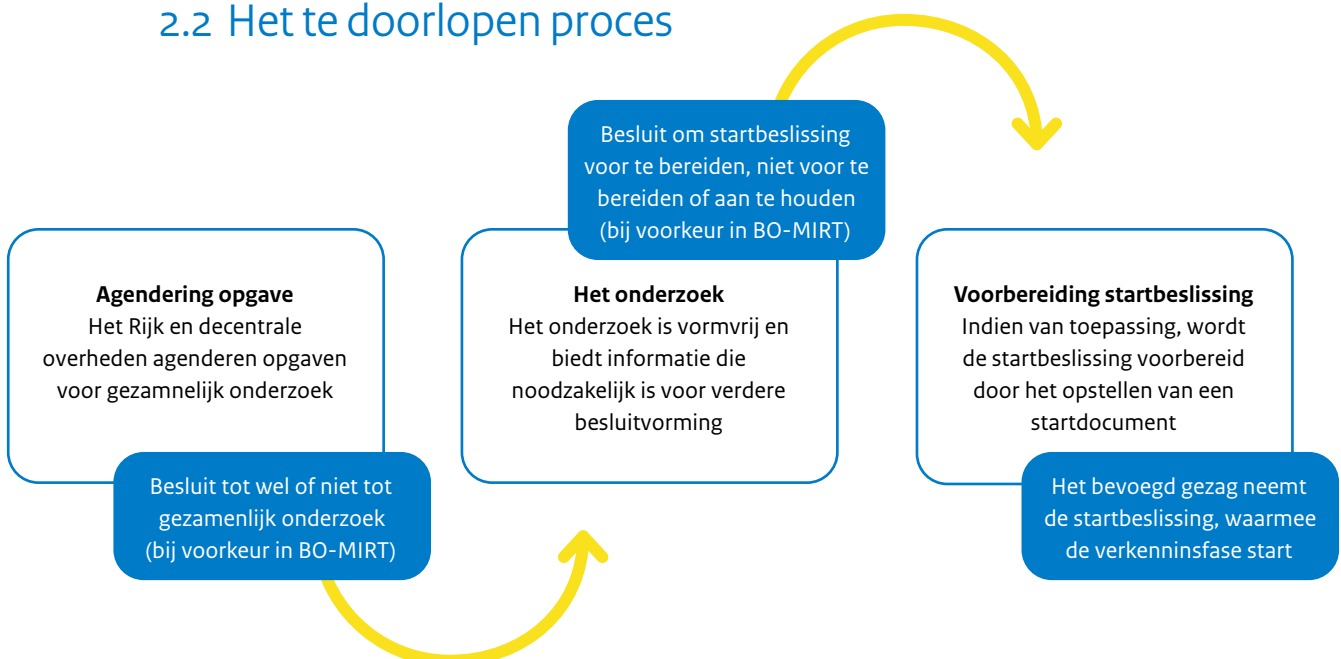 2.2 Het te doorlopen proces
Agendering opgave
Het Rijk en decentrale
overheden agenderen opgaven
voor gezamnelijk onderzoek
Besluit tot wel of niet tot
gezamenlijk onderzoek
(bij voorkeur in BO-MIRT)
Besluit om startbeslissing
voor te bereiden, niet voor te
bereiden of aan te houden
(bij voorkeur in BO-MIRT)
Het onderzoek
Het onderzoek is vormvrij en
biedt informatie die
noodzakelijk is voor verdere
besluitvorming
Voorbereiding startbeslissing
Indien van toepassing, wordt
de startbeslissing voorbereid
door het opstellen van een
startdocument
Het bevoegd gezag neemt
de startbeslissing, waarmee
de verkenninsfase start